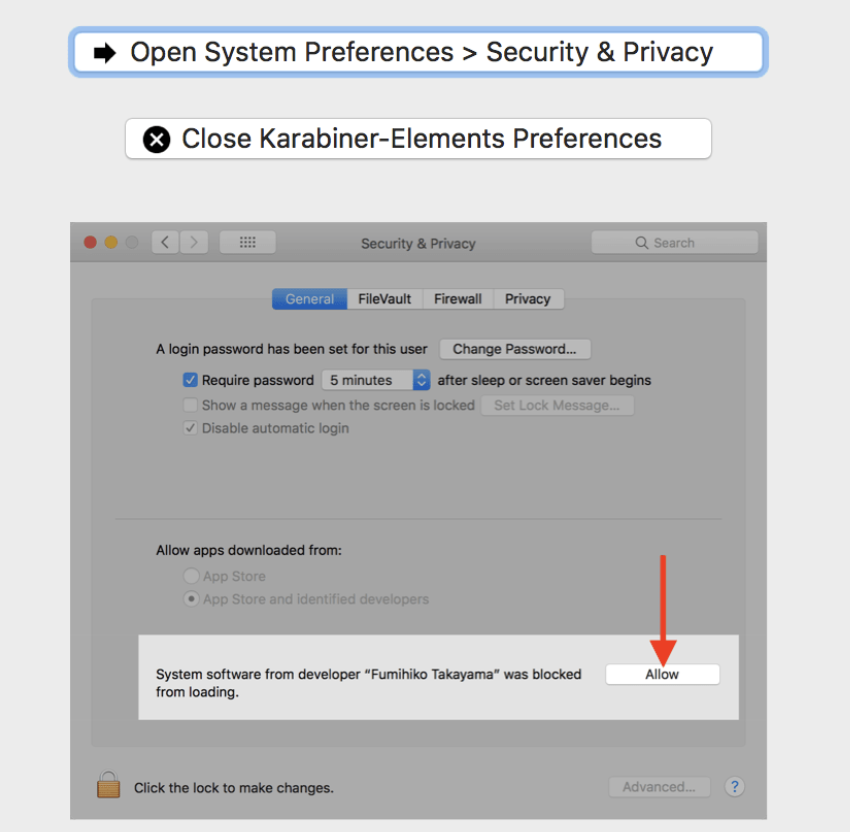 Open System Preferences > Security & Privacy
Close Karabiner-Elements Preferences
Security & Privacy
Search
General FileVault Firewall Privacy
A login password has been set for this user Change Password...
Require password 5 minutes after sleep or screen saver begins
Show a message when the screen is locked Set Lock Message...
Disable automatic login
Allow apps downloaded from:
App Store
App Store and identified developers
System software from developer “Fumihiko Takayama” was blocked Allow
from loading.
Click the lock to make changes. Advanced... ?